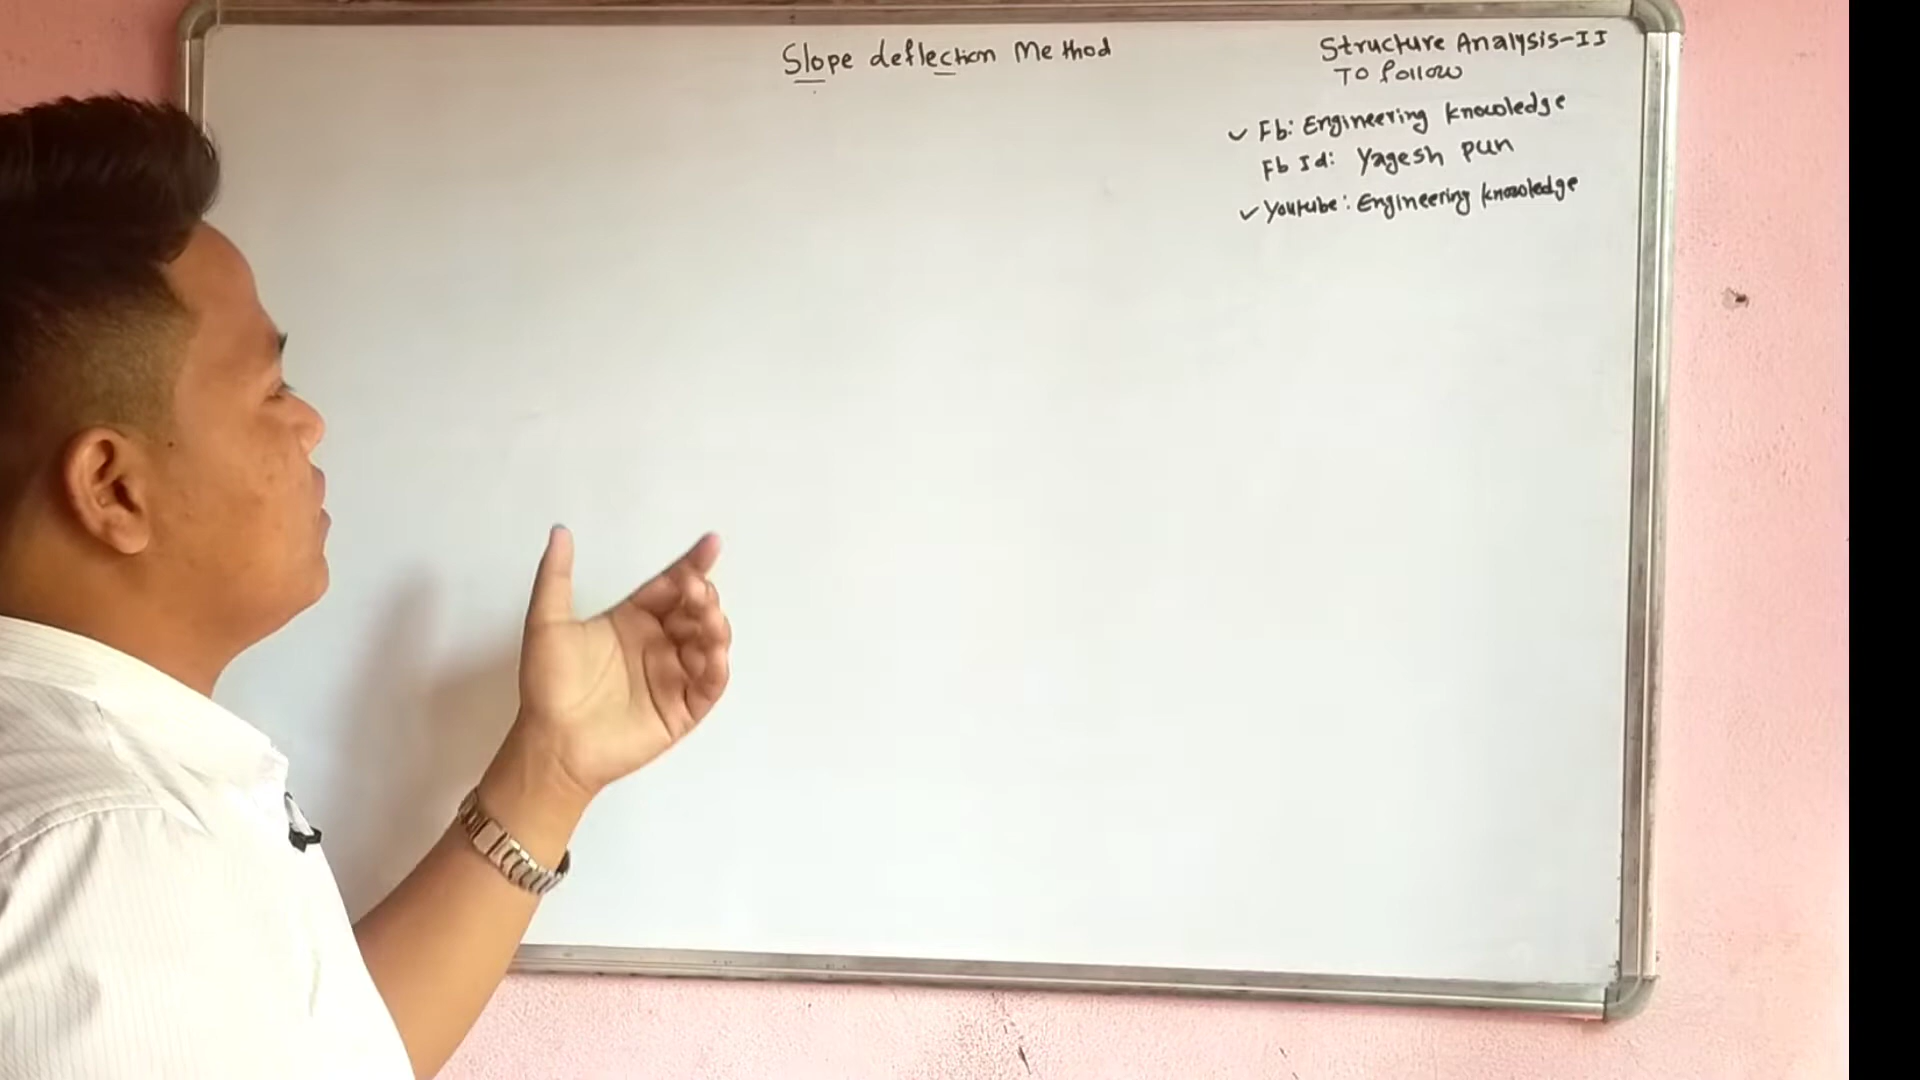 Slope deflection Method
Structure Analysis-II
To follow
✓ Fb: Engineering knowledge
Fb Id: Yagesh pun
✓ Youtube: Engineering knowledge